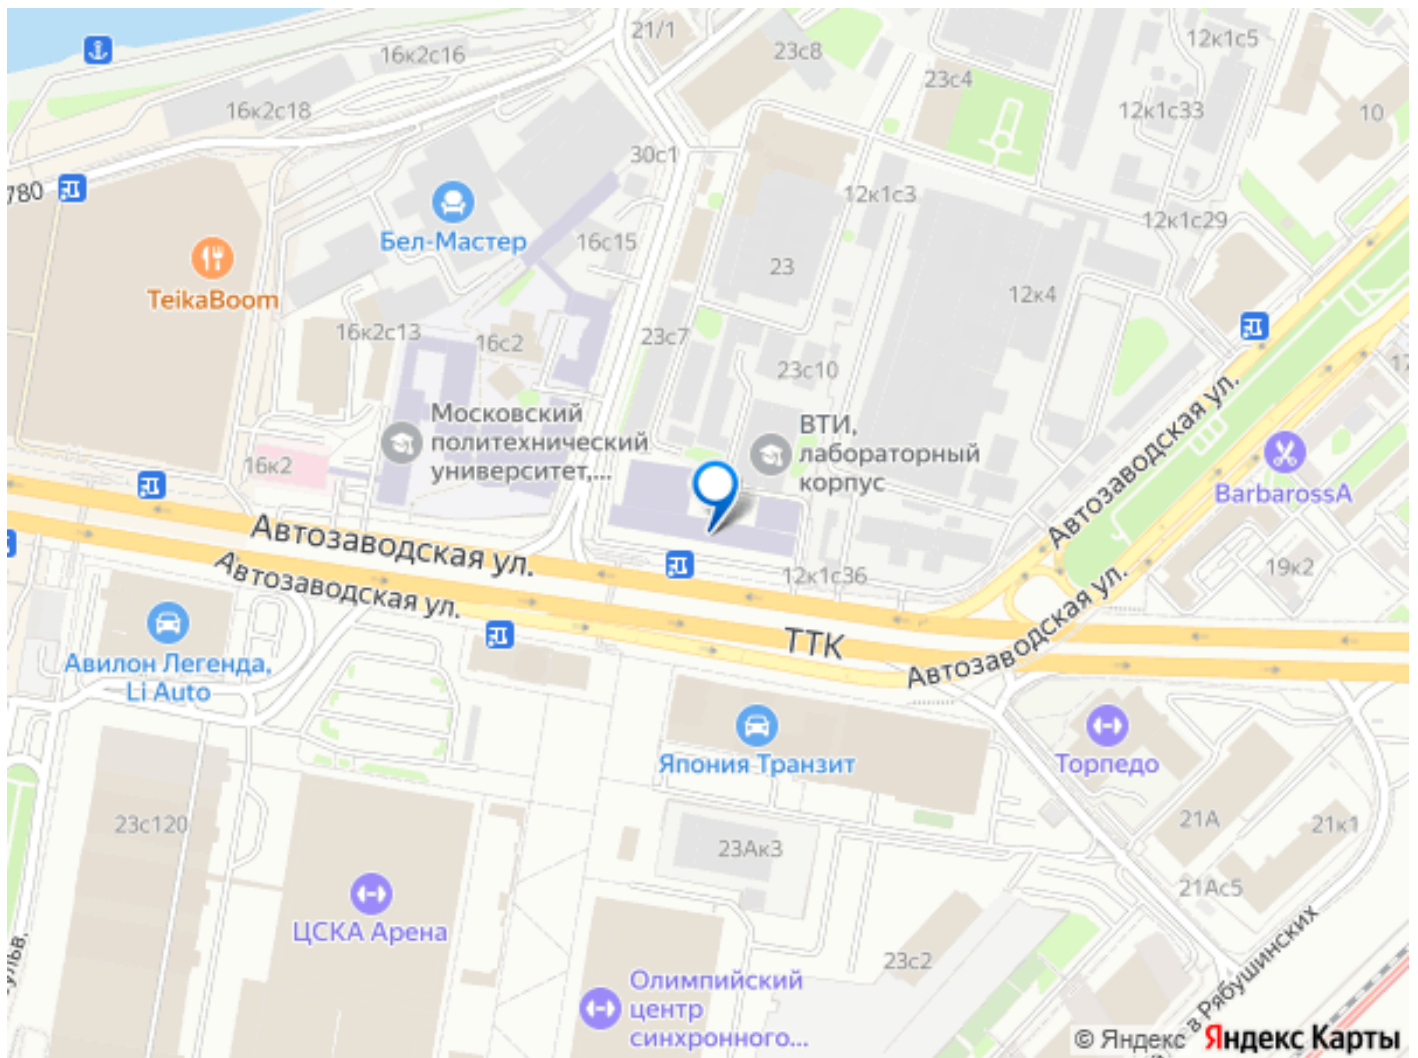 21/1
12к1с5
16к2с16
23с8
23с4
16к2с18
12к1с33
10
30с1
780
12к1с3
12к1с29
Бел-Мастер
16с15
23
TeikaBoom
12к4
16к2с13
16с2
23с7
23с10
Московский
политехнический
университет,...
ВТИ,
лабораторный
корпус
16к2
Автозаводская ул.
BarbarossA
Автозаводская ул.
Автозаводская ул.
12к1с36
19к2
Автозаводская ул.
ТТК
Авилон Легенда,
Li Auto
Япония Транзит
Торпедо
23с120
23Ак3
21А
21к1
21Ас5
ЦСКА Арена
23с2
Олимпийский
центр
синхронного...
в Рябушинских
© Яндекс Яндекс Карты